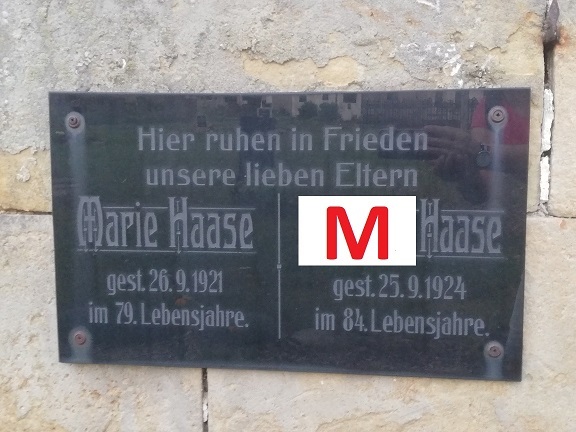 Hier ruhen in Frieden
unsere lieben Eltern
Marie Haase
gest. 26.9.1921
im 79. Lebensjahre.
M Haase
gest. 25.9.1924
im 84. Lebensjahre.